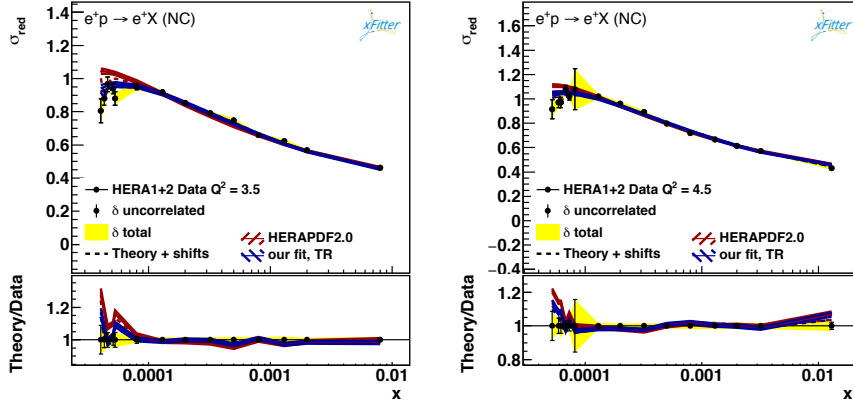 e⁺p → e⁺X (NC)
xFitter
σred
1.4
1.2
1
0.8
0.6
0.4
0.2
0
HERA1+2 Data Q² = 3.5
δ uncorrelated
δ total
Theory + shifts
HERAPDF2.0
our fit, TR
Theory/Data
1.2
1
0.0001
0.001
0.01
x
e⁺p → e⁺X (NC)
xFitter
σred
1.4
1.2
1
0.8
0.6
0.4
0.2
0
−0.2
−0.4
HERA1+2 Data Q² = 4.5
δ uncorrelated
δ total
Theory + shifts
HERAPDF2.0
our fit, TR
Theory/Data
1.2
1
0.8
0.0001
0.001
0.01
x